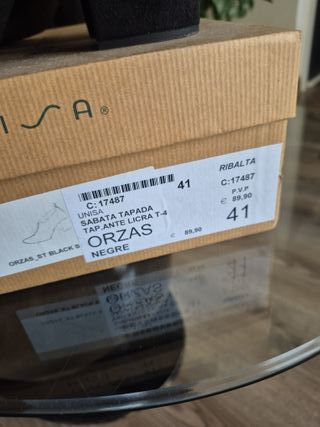 ISA®
C: 17487
41
UNISA
SABATA TAPADA
TAP.ANTE LICRA T-4
ORZAS
€ 89,90
NEGRE
RIBALTA
C:17487
P.V.P
€ 89,90
41
ORZAS_ST BLACK S